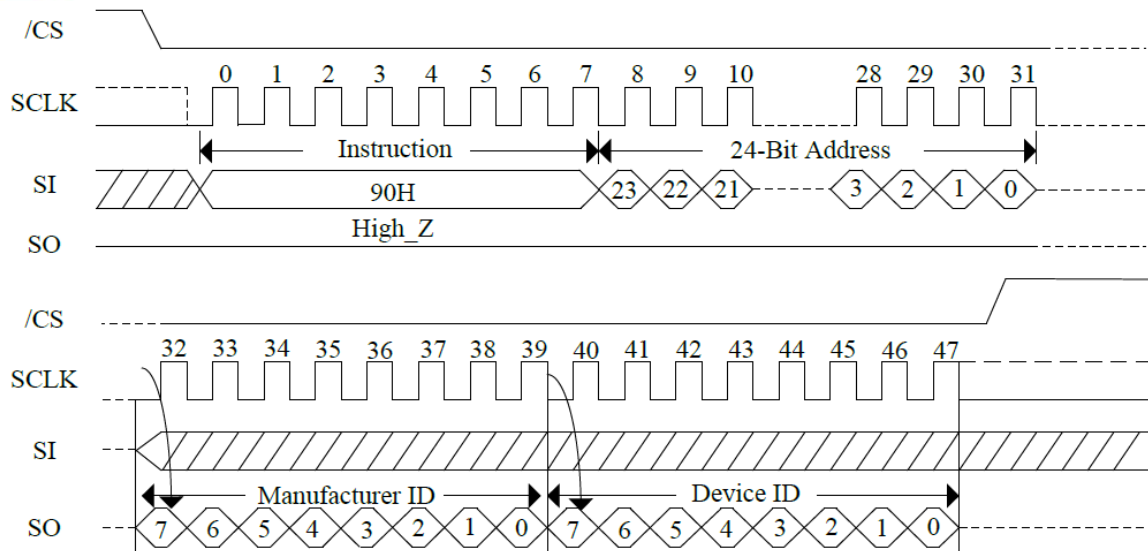 /CS
0 1 2 3 4 5 6 7 8 9 10 28 29 30 31
SCLK
Instruction 24-Bit Address
SI 90H 23 22 21 3 2 1 0
High_Z
SO
/CS
32 33 34 35 36 37 38 39 40 41 42 43 44 45 46 47
SCLK
SI
Manufacturer ID Device ID
SO 7 6 5 4 3 2 1 0 7 6 5 4 3 2 1 0